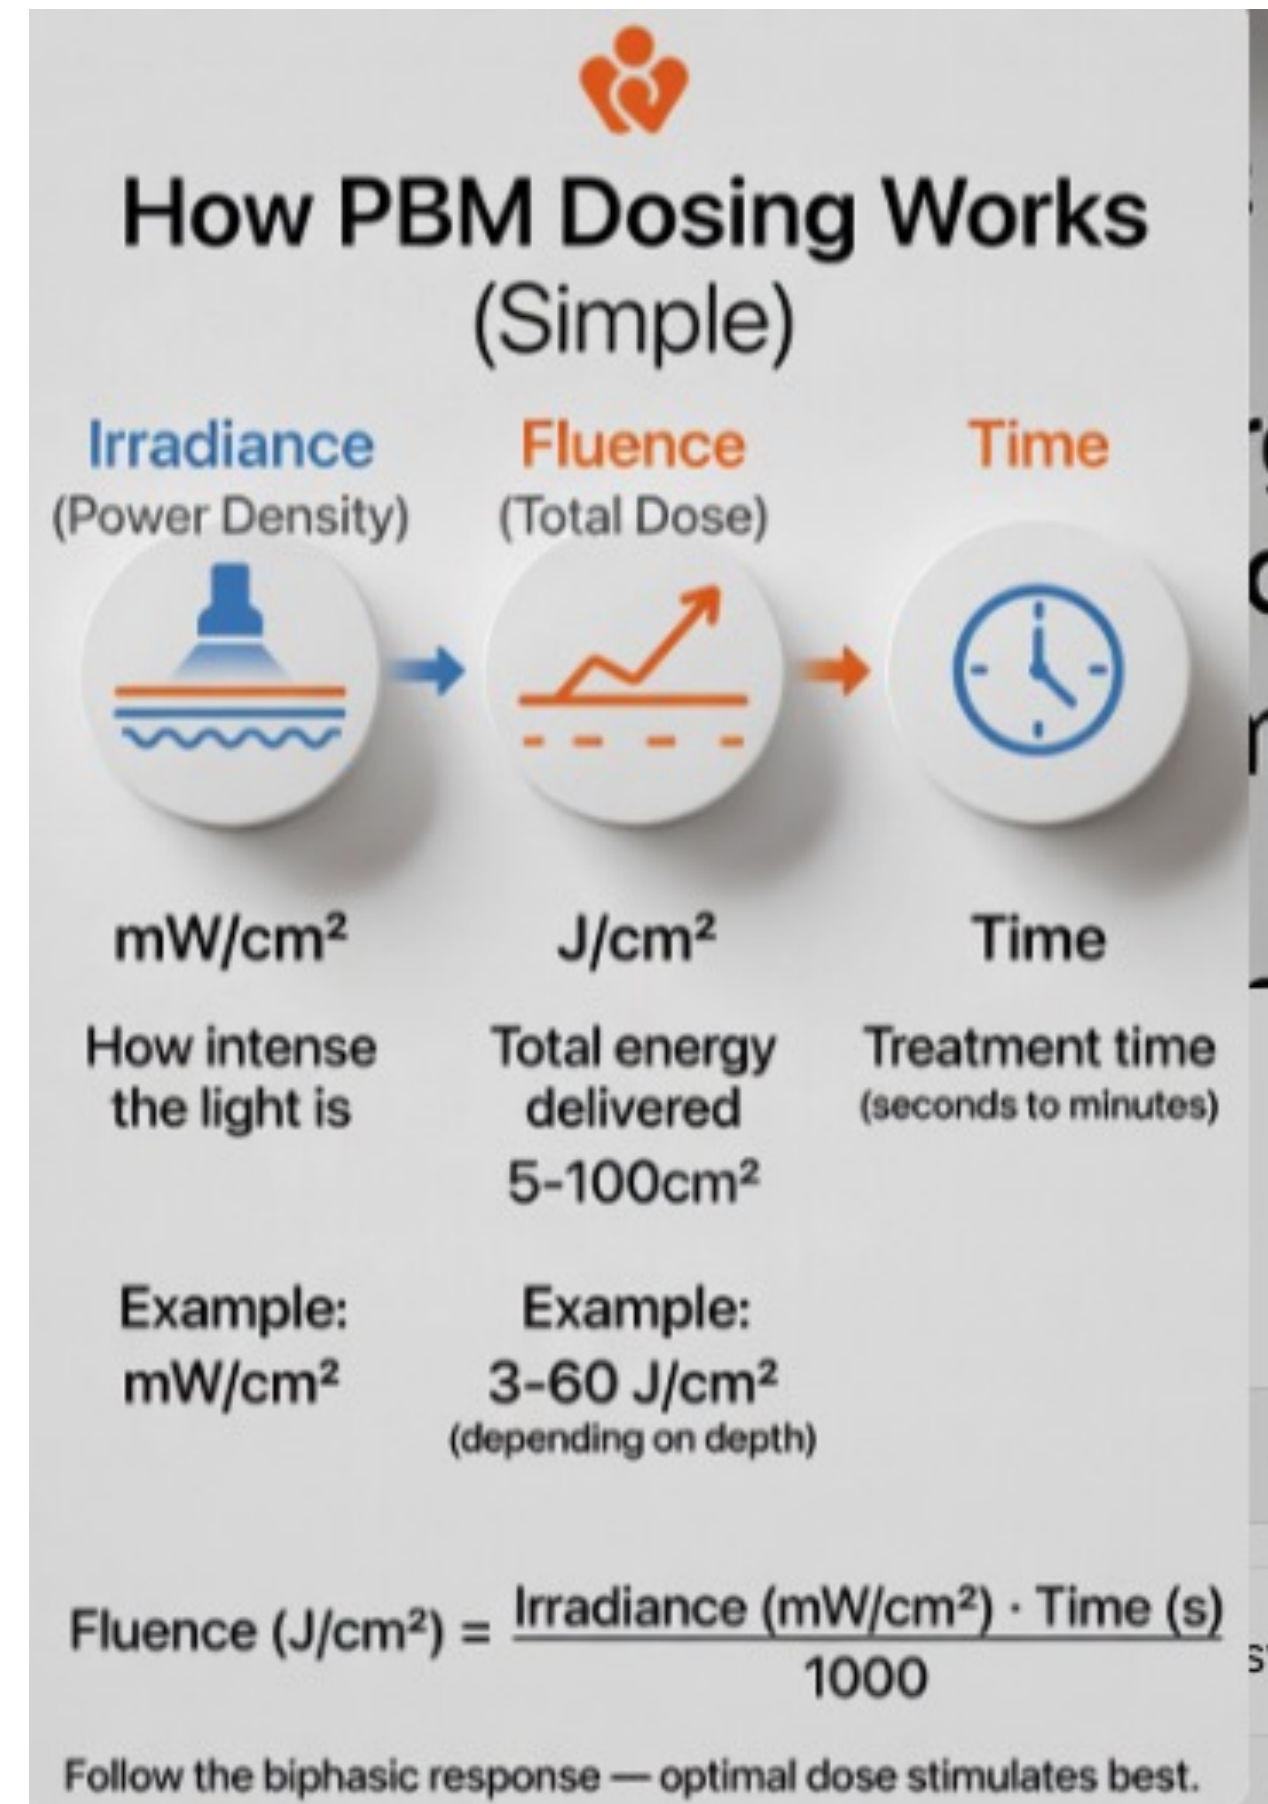 How PBM Dosing Works
(Simple)
Irradiance
(Power Density)
Fluence
(Total Dose)
Time
mW/cm²
How intense
the light is
Example:
mW/cm²
J/cm²
Total energy
delivered
5-100cm²
Example:
3-60 J/cm²
(depending on depth)
Time
Treatment time
(seconds to minutes)
Fluence (J/cm²) = Irradiance (mW/cm²) · Time (s)
1000
Follow the biphasic response — optimal dose stimulates best.